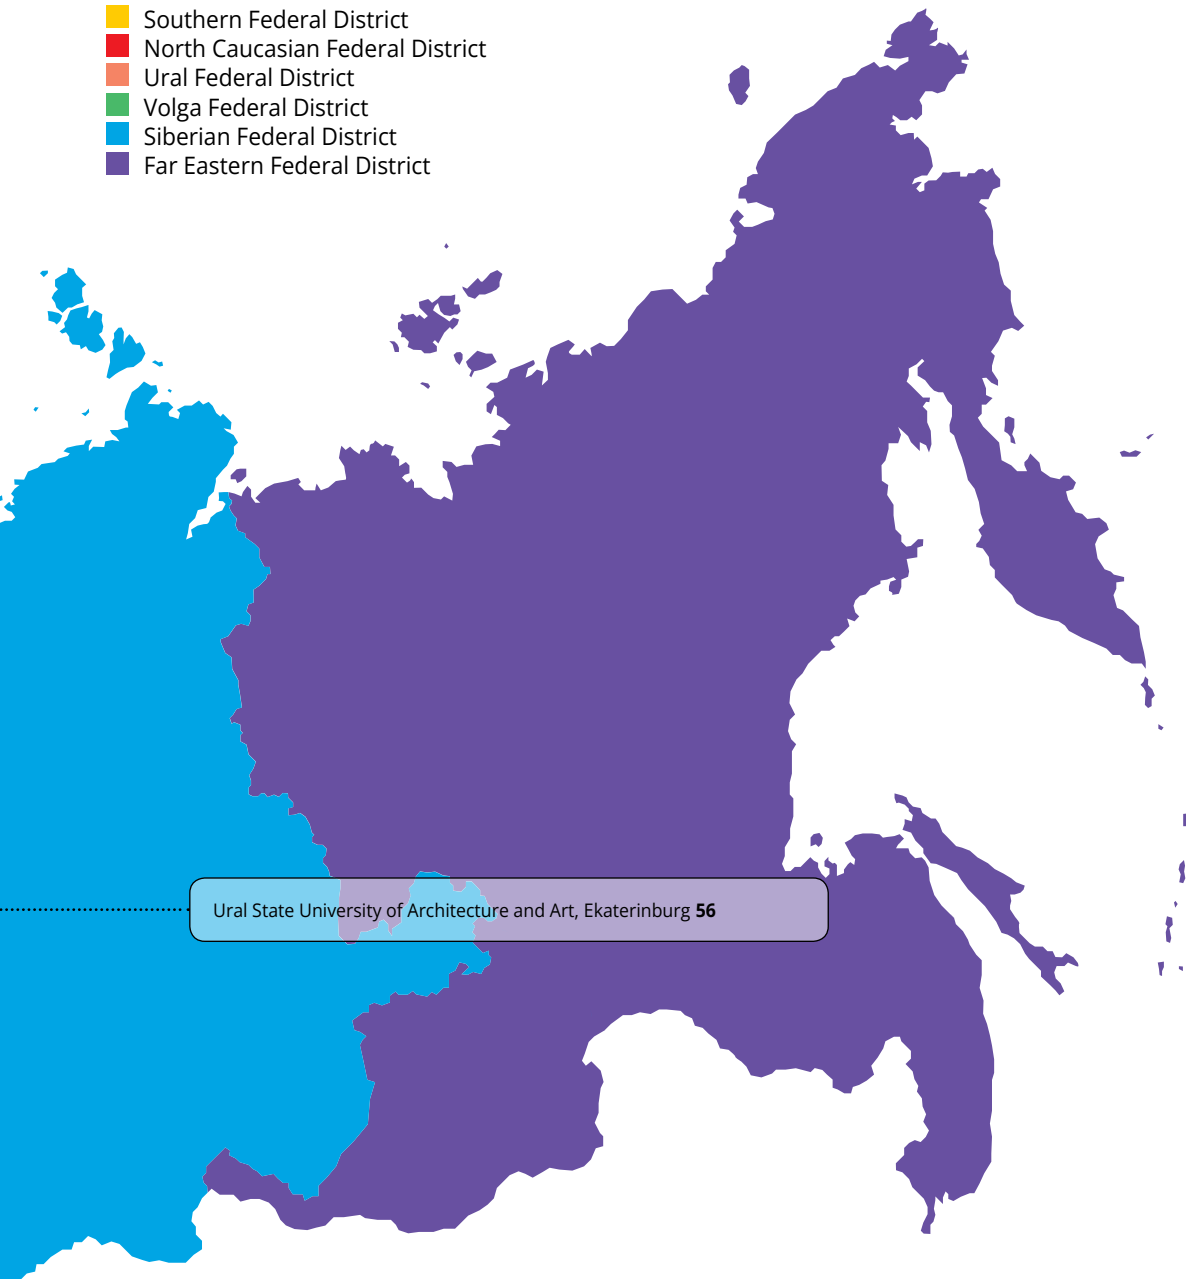 Southern Federal District
North Caucasian Federal District
Ural Federal District
Volga Federal District
Siberian Federal District
Far Eastern Federal District
Ural State University of Architecture and Art, Ekaterinburg 56